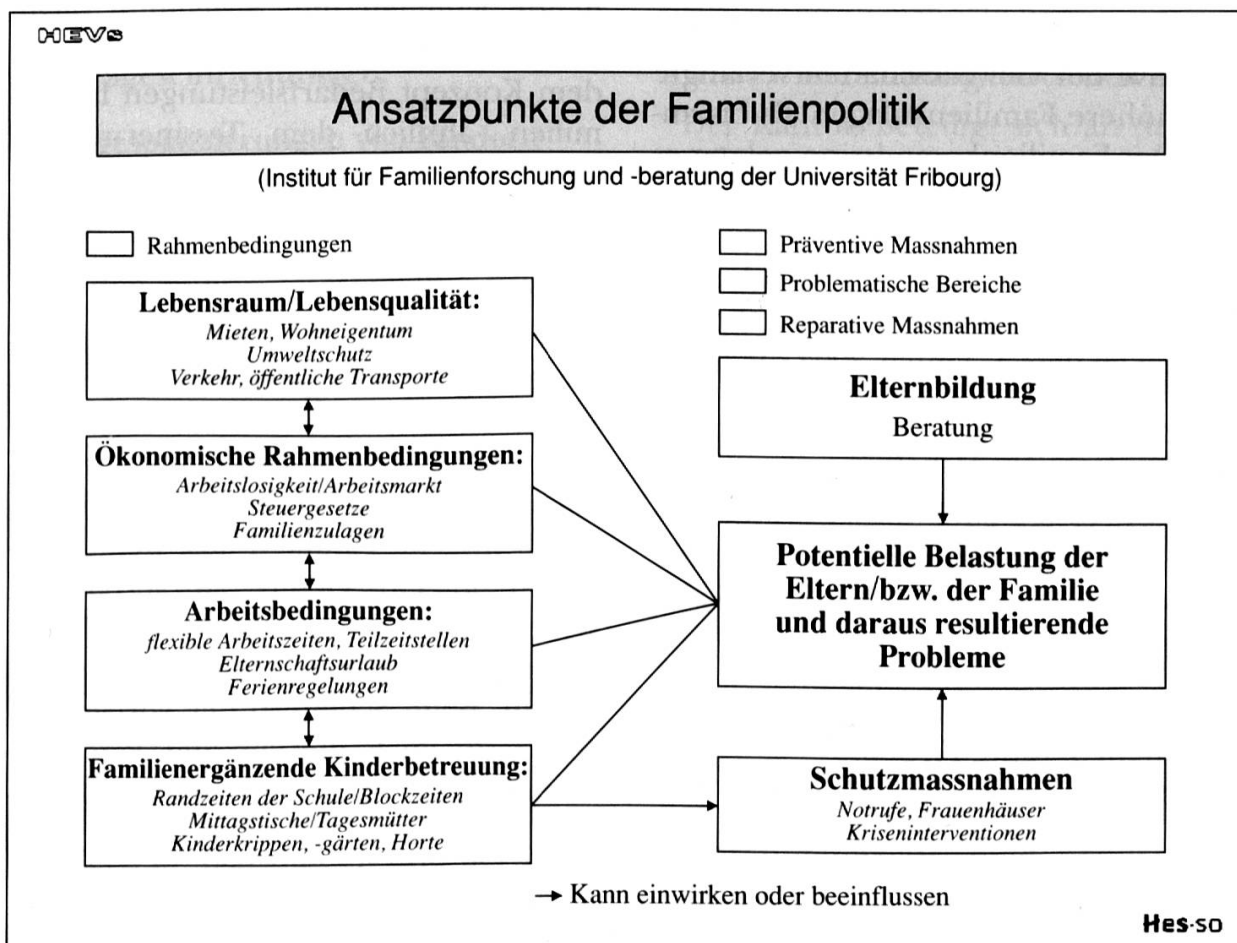 HEVs
Ansatzpunkte der Familienpolitik
(Institut für Familienforschung und -beratung der Universität Fribourg)
Rahmenbedingungen
Lebensraum/Lebensqualität:
Mieten, Wohneigentum
Umweltschutz
Verkehr, öffentliche Transporte
Ökonomische Rahmenbedingungen:
Arbeitslosigkeit/Arbeitsmarkt
Steuergesetze
Familienzulagen
Arbeitsbedingungen:
flexible Arbeitszeiten, Teilzeitstellen
Elternschaftsurlaub
Ferienregelungen
Familienergänzende Kinderbetreuung:
Randzeiten der Schule/Blockzeiten
Mittagstische/Tagesmütter
Kinderkrippen, -gärten, Horte
Präventive Massnahmen
Problematische Bereiche
Reparative Massnahmen
Elternbildung
Beratung
Potentielle Belastung der
Eltern/bzw. der Familie
und daraus resultierende
Probleme
Schutzmassnahmen
Notrufe, Frauenhäuser
Kriseninterventionen
→ Kann einwirken oder beeinflussen
Hes·so